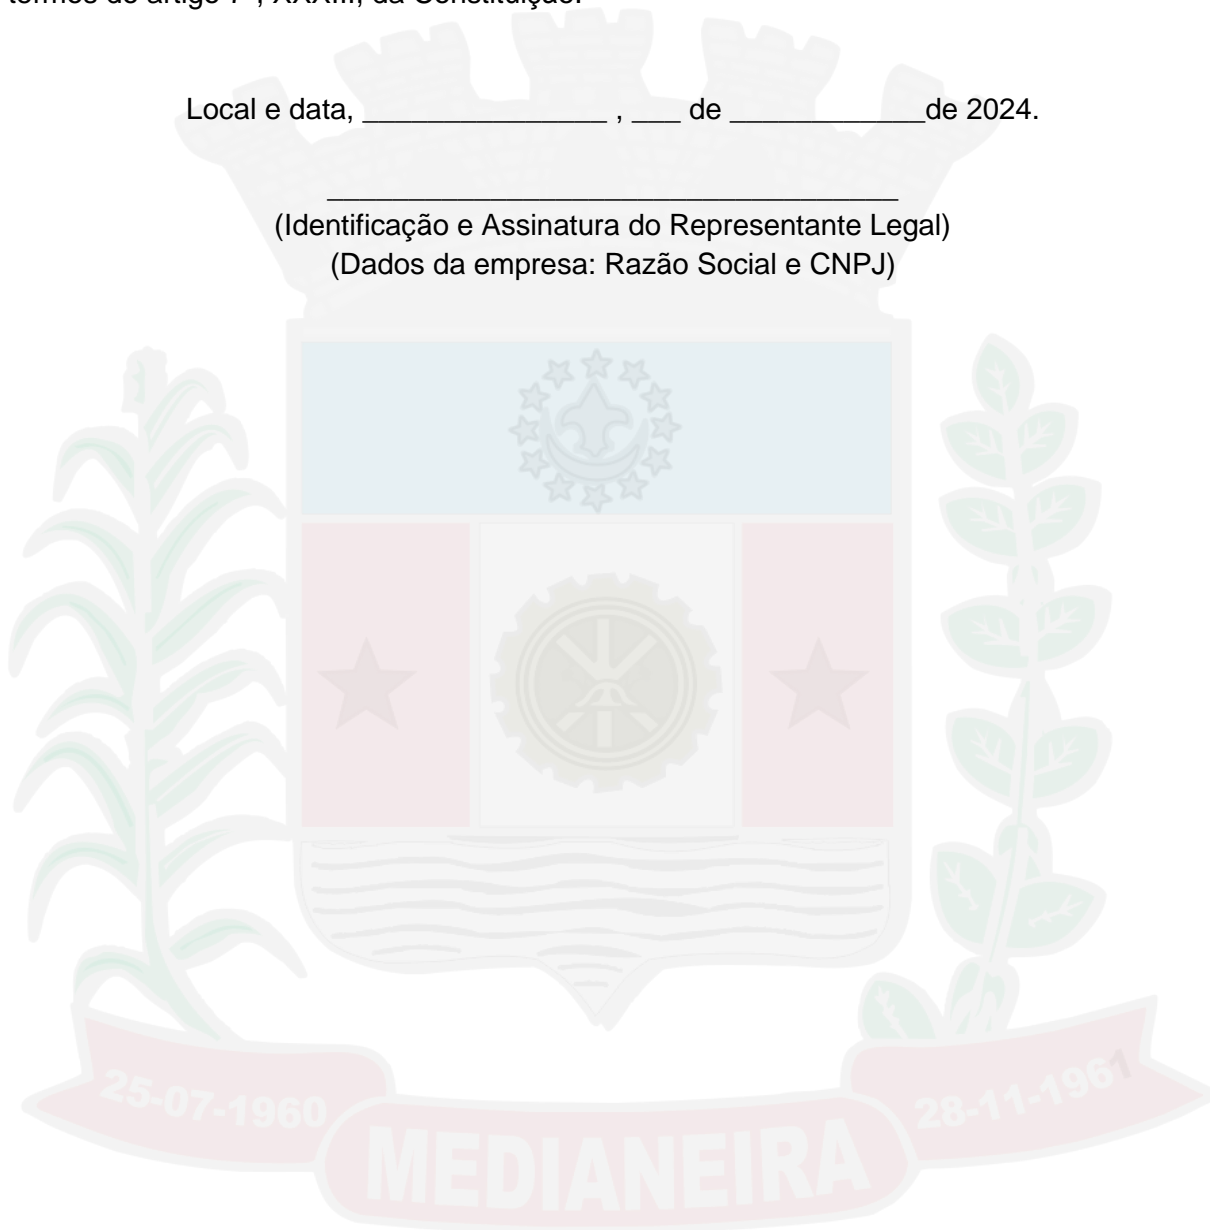 termos do artigo 7°, XXXIII, da Constituição.
Local e data, _______________ , ___ de ____________de 2024.
___________________________________
(Identificação e Assinatura do Representante Legal)
(Dados da empresa: Razão Social e CNPJ)
25-07-1960
28-11-1961
MEDIANEIRA